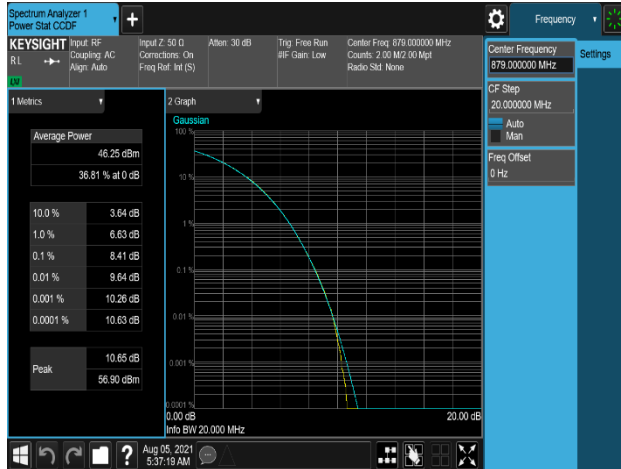 Spectrum Analyzer 1
Power Stat CCDF
Frequency
KEYSIGHT
R L
LXI
Input: RF
Coupling: AC
Align: Auto
Input Z: 50 Ω
Corrections: On
Freq Ref: Int (S)
Atten: 30 dB
Trig: Free Run
#IF Gain: Low
Center Freq: 879.000000 MHz
Counts: 2.00 M/2.00 Mpt
Radio Std: None
Center Frequency
879.000000 MHz
Settings
CF Step
20.000000 MHz
Auto
Man
Freq Offset
0 Hz
1 Metrics
Average Power
46.25 dBm
36.81 % at 0 dB
10.0 % 3.64 dB
1.0 % 6.63 dB
0.1 % 8.41 dB
0.01 % 9.64 dB
0.001 % 10.26 dB
0.0001 % 10.63 dB
Peak
10.65 dB
56.90 dBm
2 Graph
Gaussian
100 %
10 %
1 %
0.1 %
0.01 %
0.001 %
0.0001 %
0.00 dB 20.00 dB
Info BW 20.000 MHz
?
Aug 05, 2021
5:37:19 AM